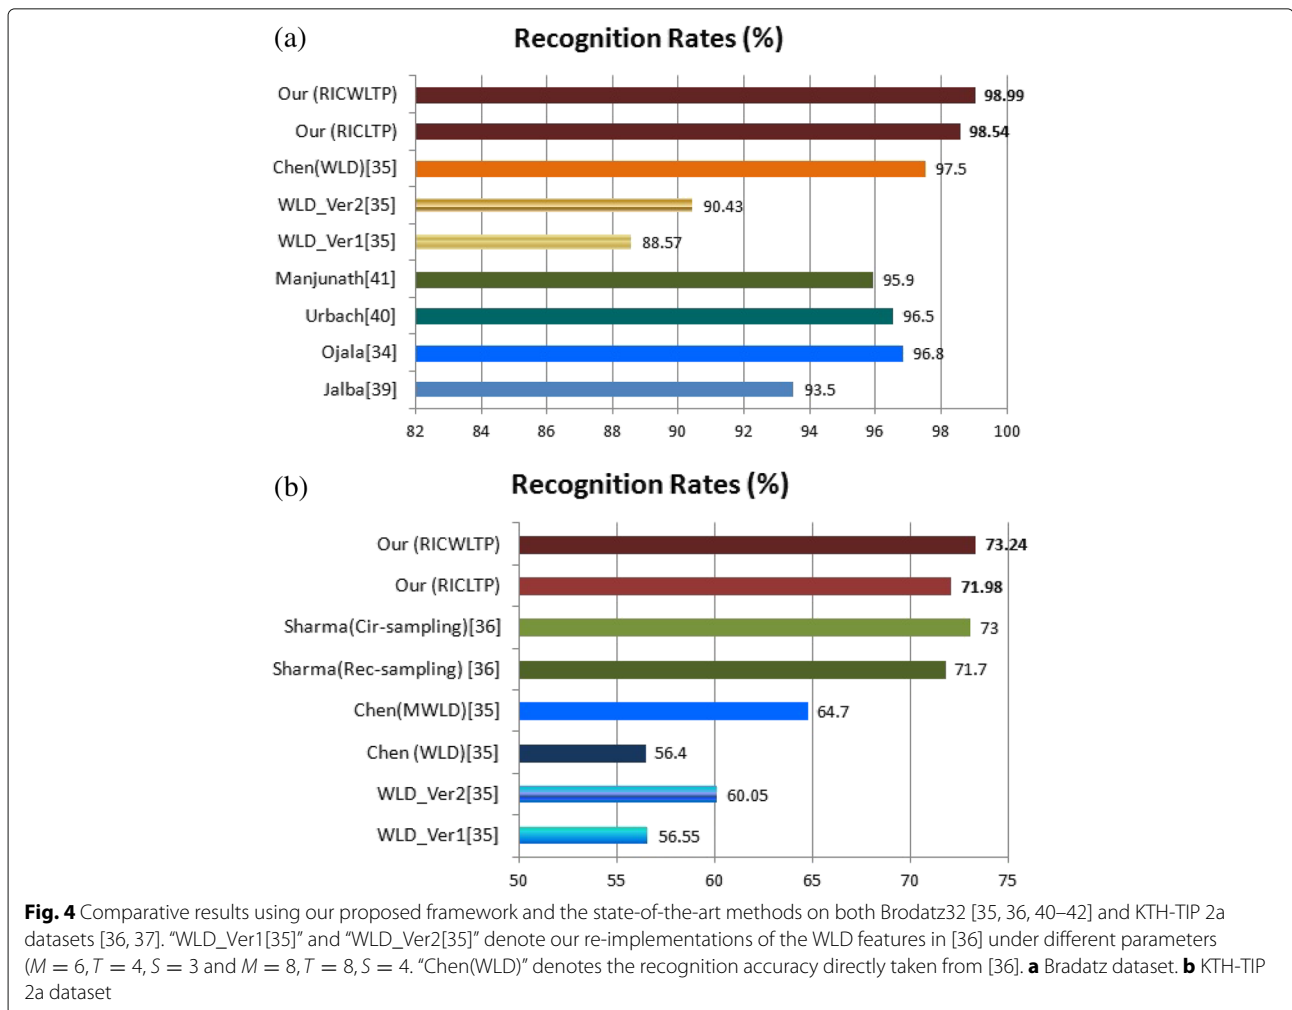 (a) Recognition Rates (%)
Our (RICWLTP) 98.99
Our (RICLTP) 98.54
Chen(WLD)[35] 97.5
WLD_Ver2[35] 90.43
WLD_Ver1[35] 88.57
Manjunath[41] 95.9
Urbach[40] 96.5
Ojala[34] 96.8
Jalba[39] 93.5
82 84 86 88 90 92 94 96 98 100
(b) Recognition Rates (%)
Our (RICWLTP) 73.24
Our (RICLTP) 71.98
Sharma(Cir-sampling)[36] 73
Sharma(Rec-sampling) [36] 71.7
Chen(MWLD)[35] 64.7
Chen (WLD)[35] 56.4
WLD_Ver2[35] 60.05
WLD_Ver1[35] 56.55
50 55 60 65 70 75
Fig. 4 Comparative results using our proposed framework and the state-of-the-art methods on both Brodatz32 [35, 36, 40–42] and KTH-TIP 2a
datasets [36, 37]. “WLD_Ver1[35]” and “WLD_Ver2[35]” denote our re-implementations of the WLD features in [36] under different parameters
(M = 6, T = 4, S = 3 and M = 8, T = 8, S = 4. “Chen(WLD)” denotes the recognition accuracy directly taken from [36]. a Bradatz dataset. b KTH-TIP
2a dataset